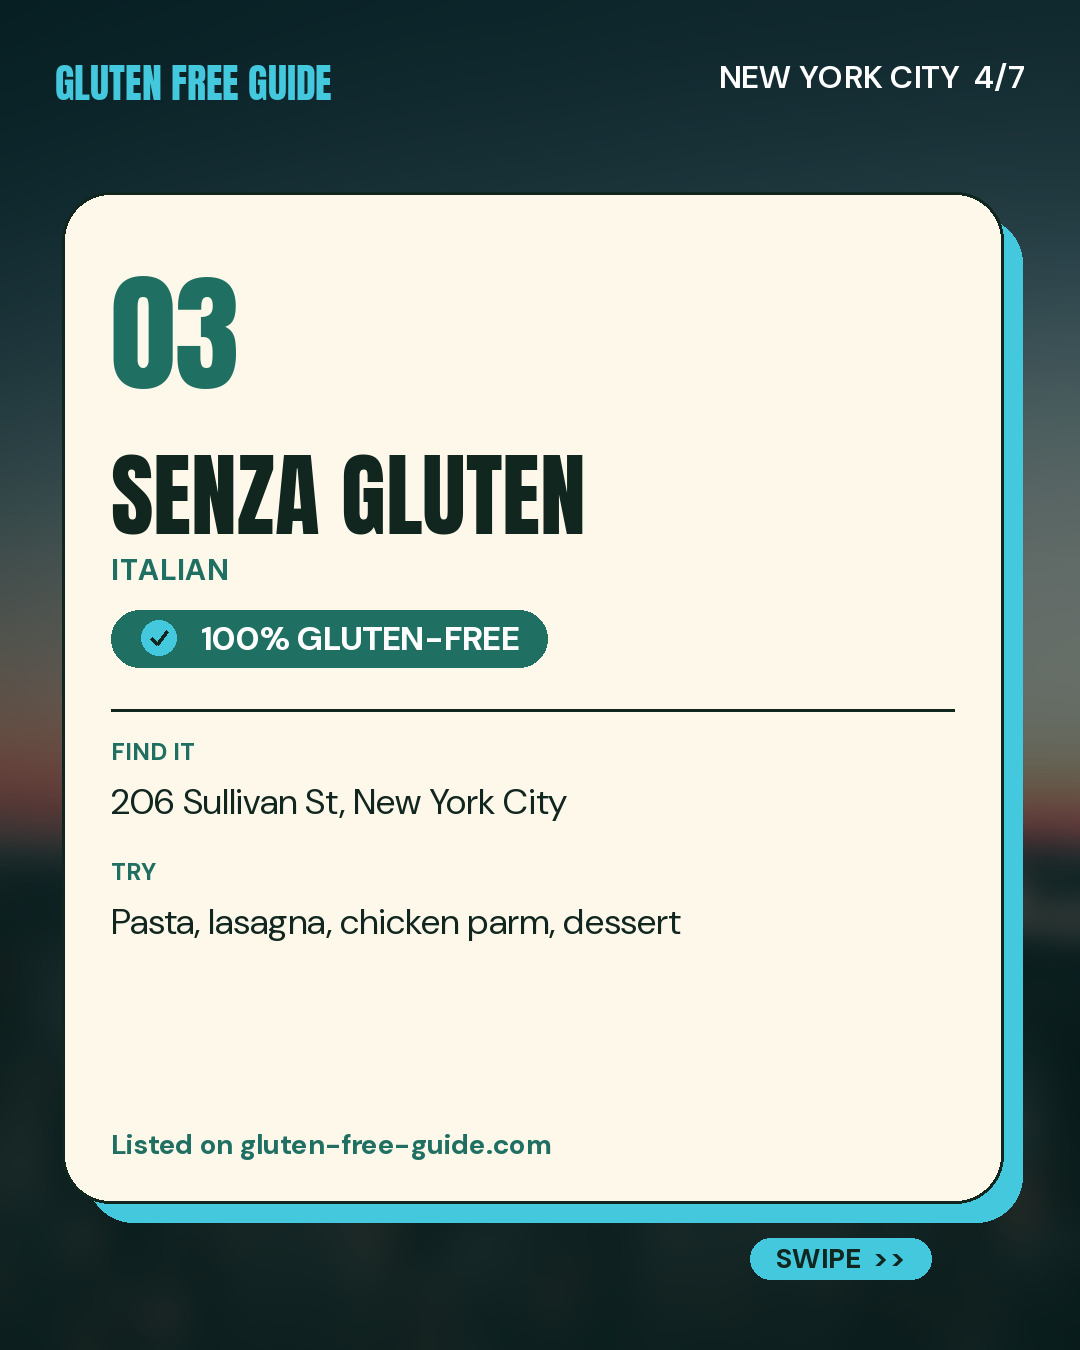 GLUTEN FREE GUIDE
NEW YORK CITY 4/7
03
SENZA GLUTEN
ITALIAN
100% GLUTEN-FREE
FIND IT
206 Sullivan St, New York City
TRY
Pasta, lasagna, chicken parm, dessert
Listed on gluten-free-guide.com
SWIPE >>